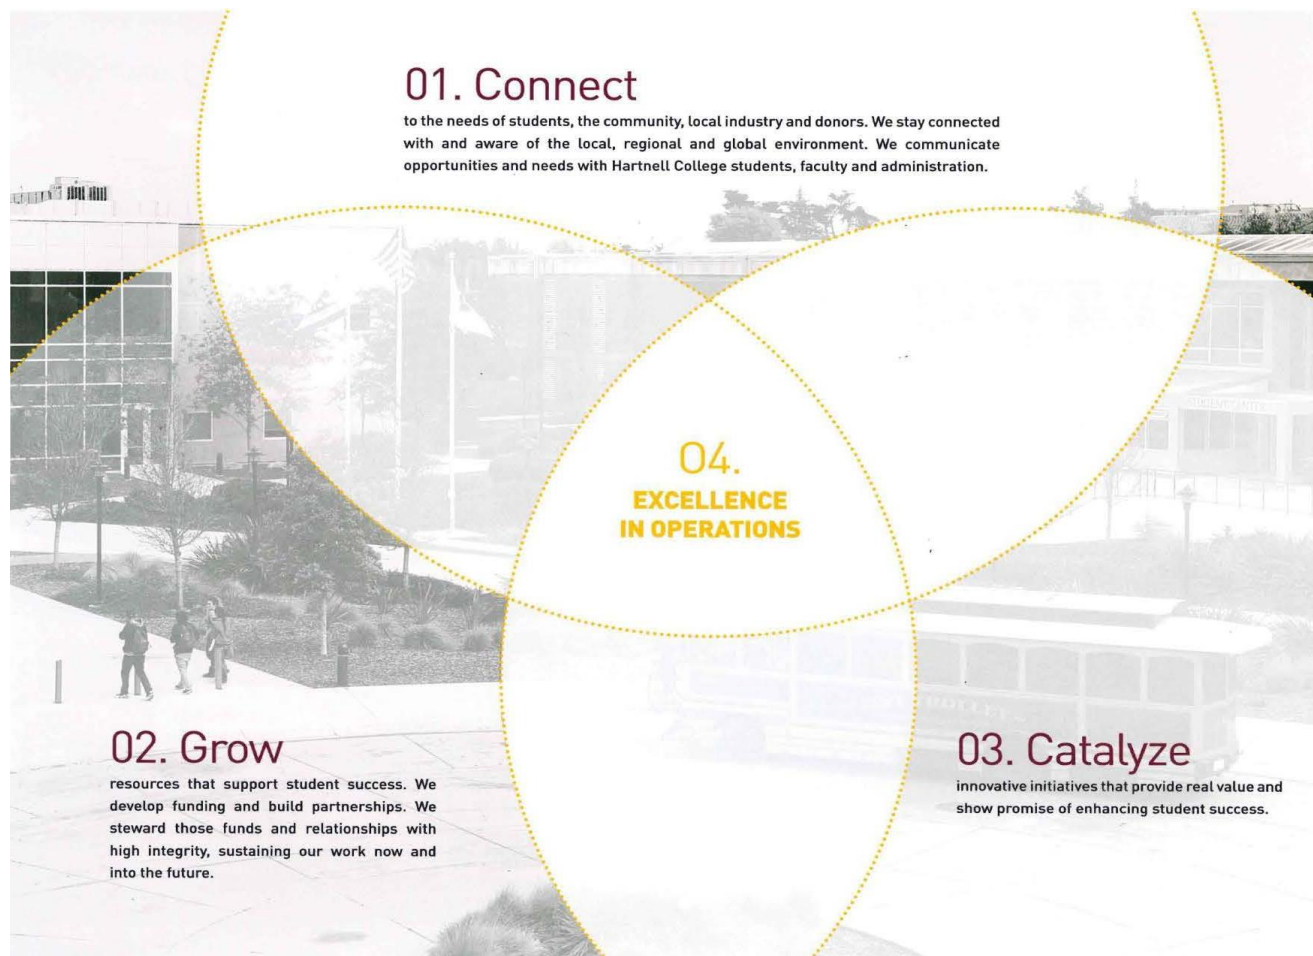 01. Connect
to the needs of students, the community, local industry and donors. We stay connected
with and aware of the local, regional and global environment. We communicate
opportunities and needs with Hartnell College students, faculty and administration.
04.
EXCELLENCE
IN OPERATIONS
02. Grow
resources that support student success. We
develop funding and build partnerships. We
steward those funds and relationships with
high integrity, sustaining our work now and
into the future.
03. Catalyze
innovative initiatives that provide real value and
show promise of enhancing student success.